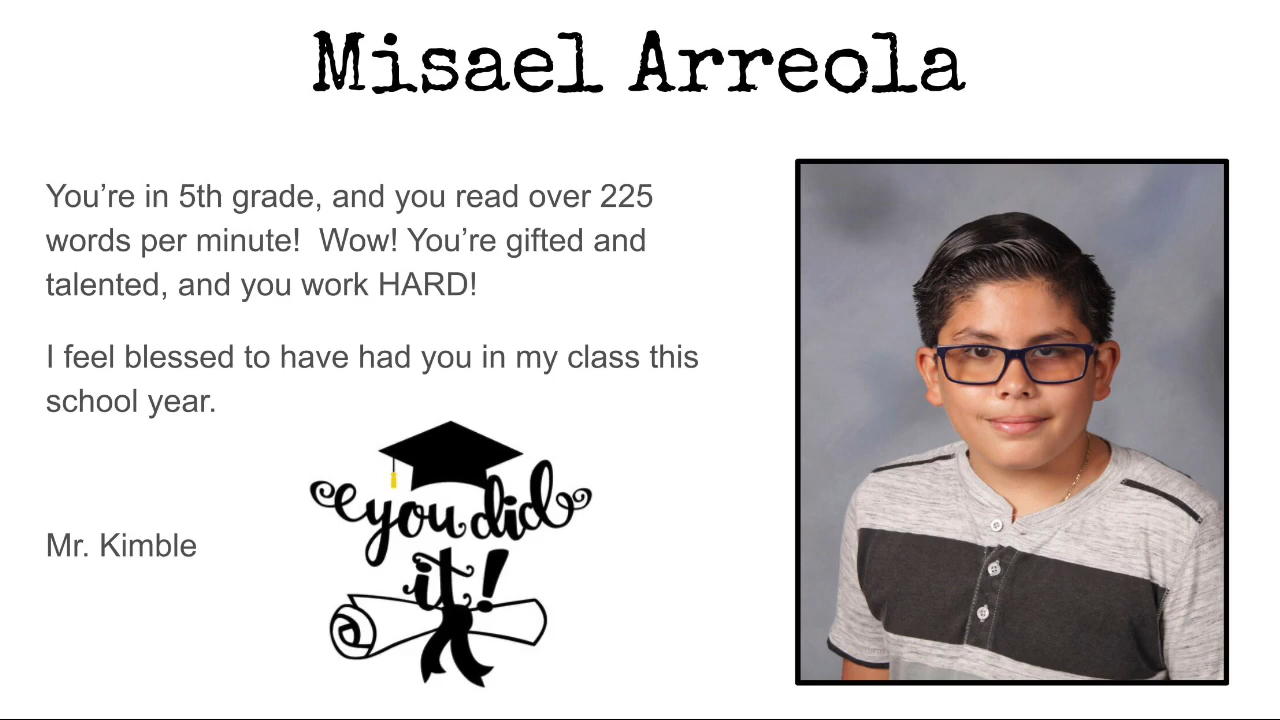 Misael Arreola
You’re in 5th grade, and you read over 225
words per minute!  Wow! You’re gifted and
talented, and you work HARD!
I feel blessed to have had you in my class this
school year.
you did
it!
Mr. Kimble